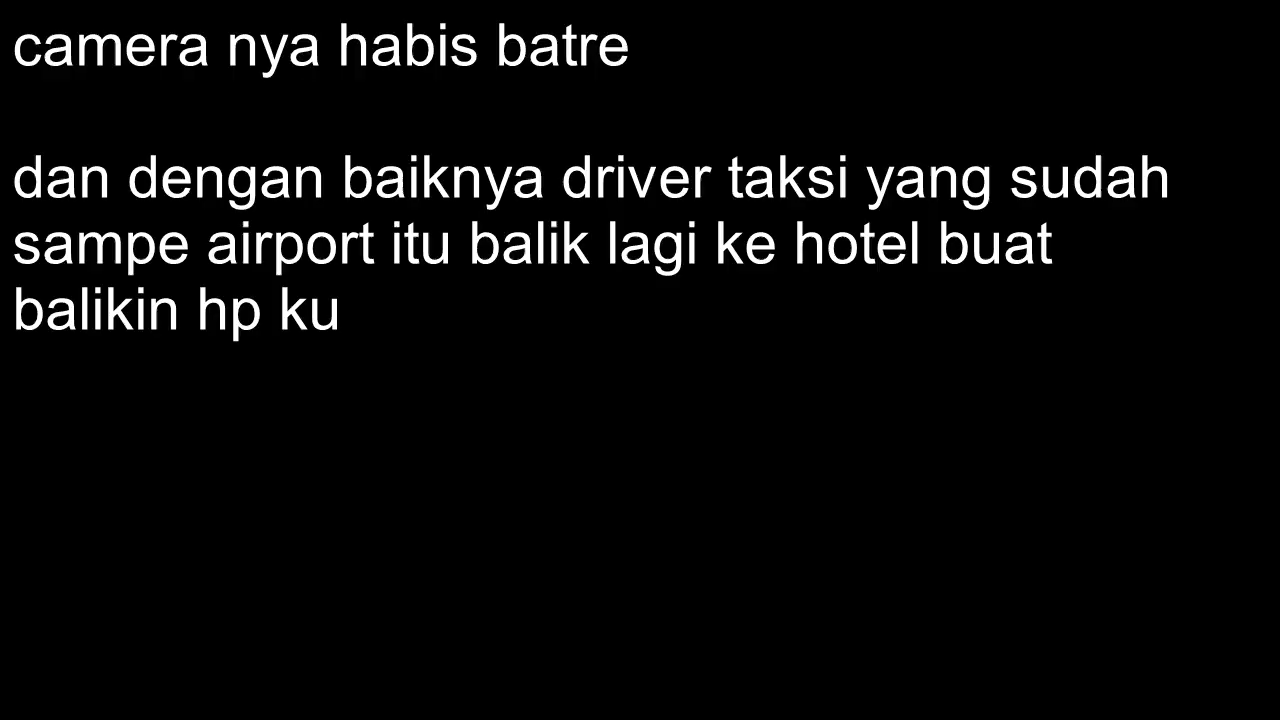 camera nya habis batre
dan dengan baiknya driver taksi yang sudah
sampe airport itu balik lagi ke hotel buat
balikin hp ku